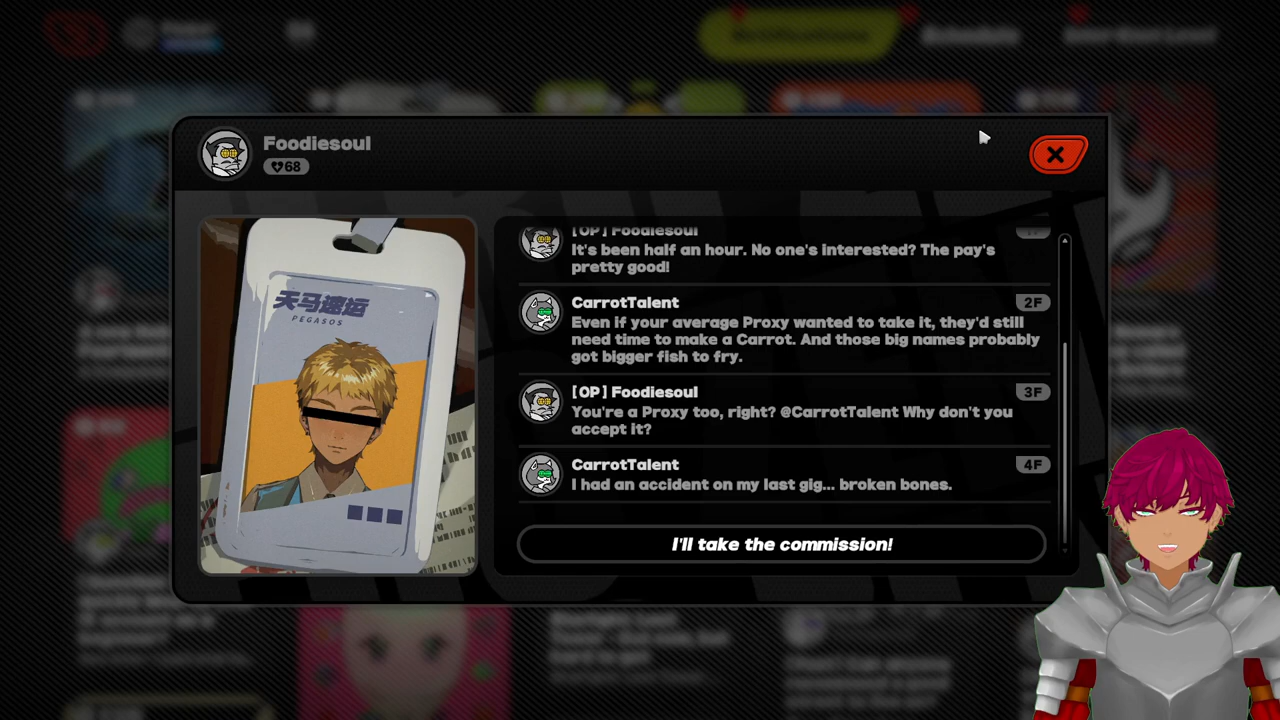 Foodiesoul
68
天马速运
PEGASOS
[OP] Foodiesoul
It's been half an hour. No one's interested? The pay's
pretty good!
CarrotTalent
2F
Even if your average Proxy wanted to take it, they'd still
need time to make a Carrot. And those big names probably
got bigger fish to fry.
[OP] Foodiesoul
3F
You're a Proxy too, right? @CarrotTalent Why don't you
accept it?
CarrotTalent
4F
I had an accident on my last gig... broken bones.
I'll take the commission!